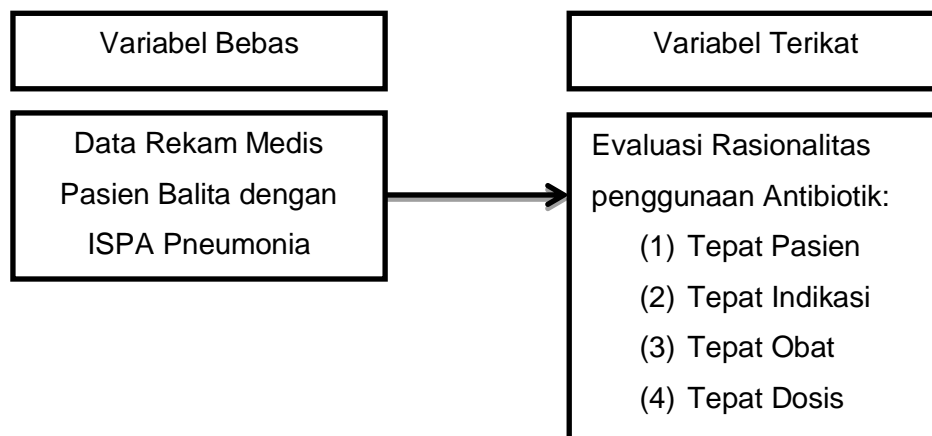 Variabel Bebas
Variabel Terikat
Data Rekam Medis
Pasien Balita dengan
ISPA Pneumonia
Evaluasi Rasionalitas
penggunaan Antibiotik:
(1) Tepat Pasien
(2) Tepat Indikasi
(3) Tepat Obat
(4) Tepat Dosis